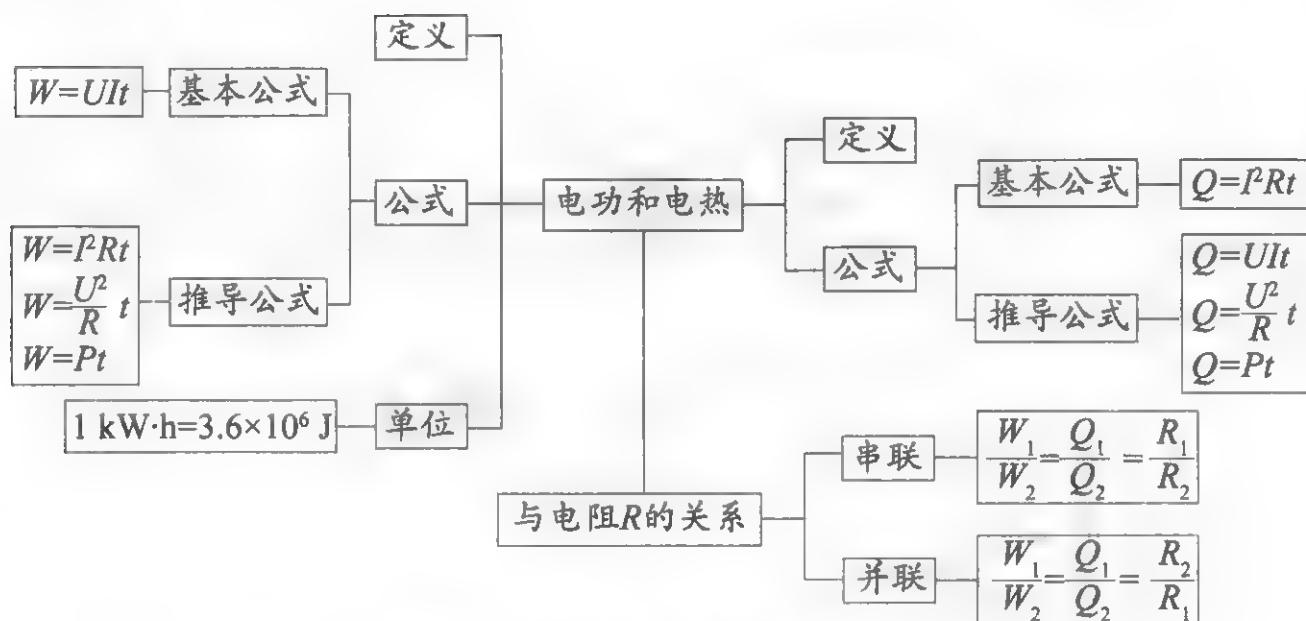 定义
W=UIt
基本公式
公式
W=I²Rt
W=U²/R t
W=Pt
推导公式
1 kW·h=3.6×10⁶ J
单位
电功和电热
定义
公式
基本公式
Q=I²Rt
推导公式
Q=UIt
Q=U²/R t
Q=Pt
与电阻R的关系
串联
W₁/W₂=Q₁/Q₂=R₁/R₂
并联
W₁/W₂=Q₁/Q₂=R₂/R₁